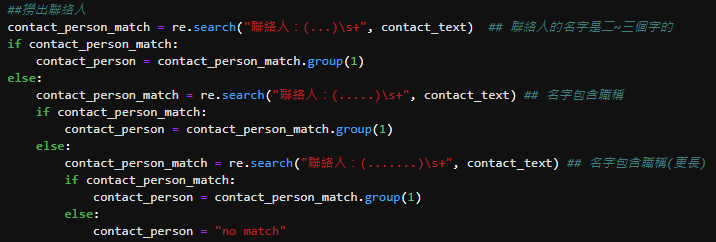 ##撈出聯絡人
contact_person_match = re.search("聯絡人：(...)\s+", contact_text)  ## 聯絡人的名字是二~三個字的
if contact_person_match:
    contact_person = contact_person_match.group(1)
else:
    contact_person_match = re.search("聯絡人：(.....)\s+", contact_text) ## 名字包含職稱
    if contact_person_match:
        contact_person = contact_person_match.group(1)
    else:
        contact_person_match = re.search("聯絡人：(.......)\s+", contact_text) ## 名字包含職稱(更長)
        if contact_person_match:
            contact_person = contact_person_match.group(1)
        else:
            contact_person = "no match"